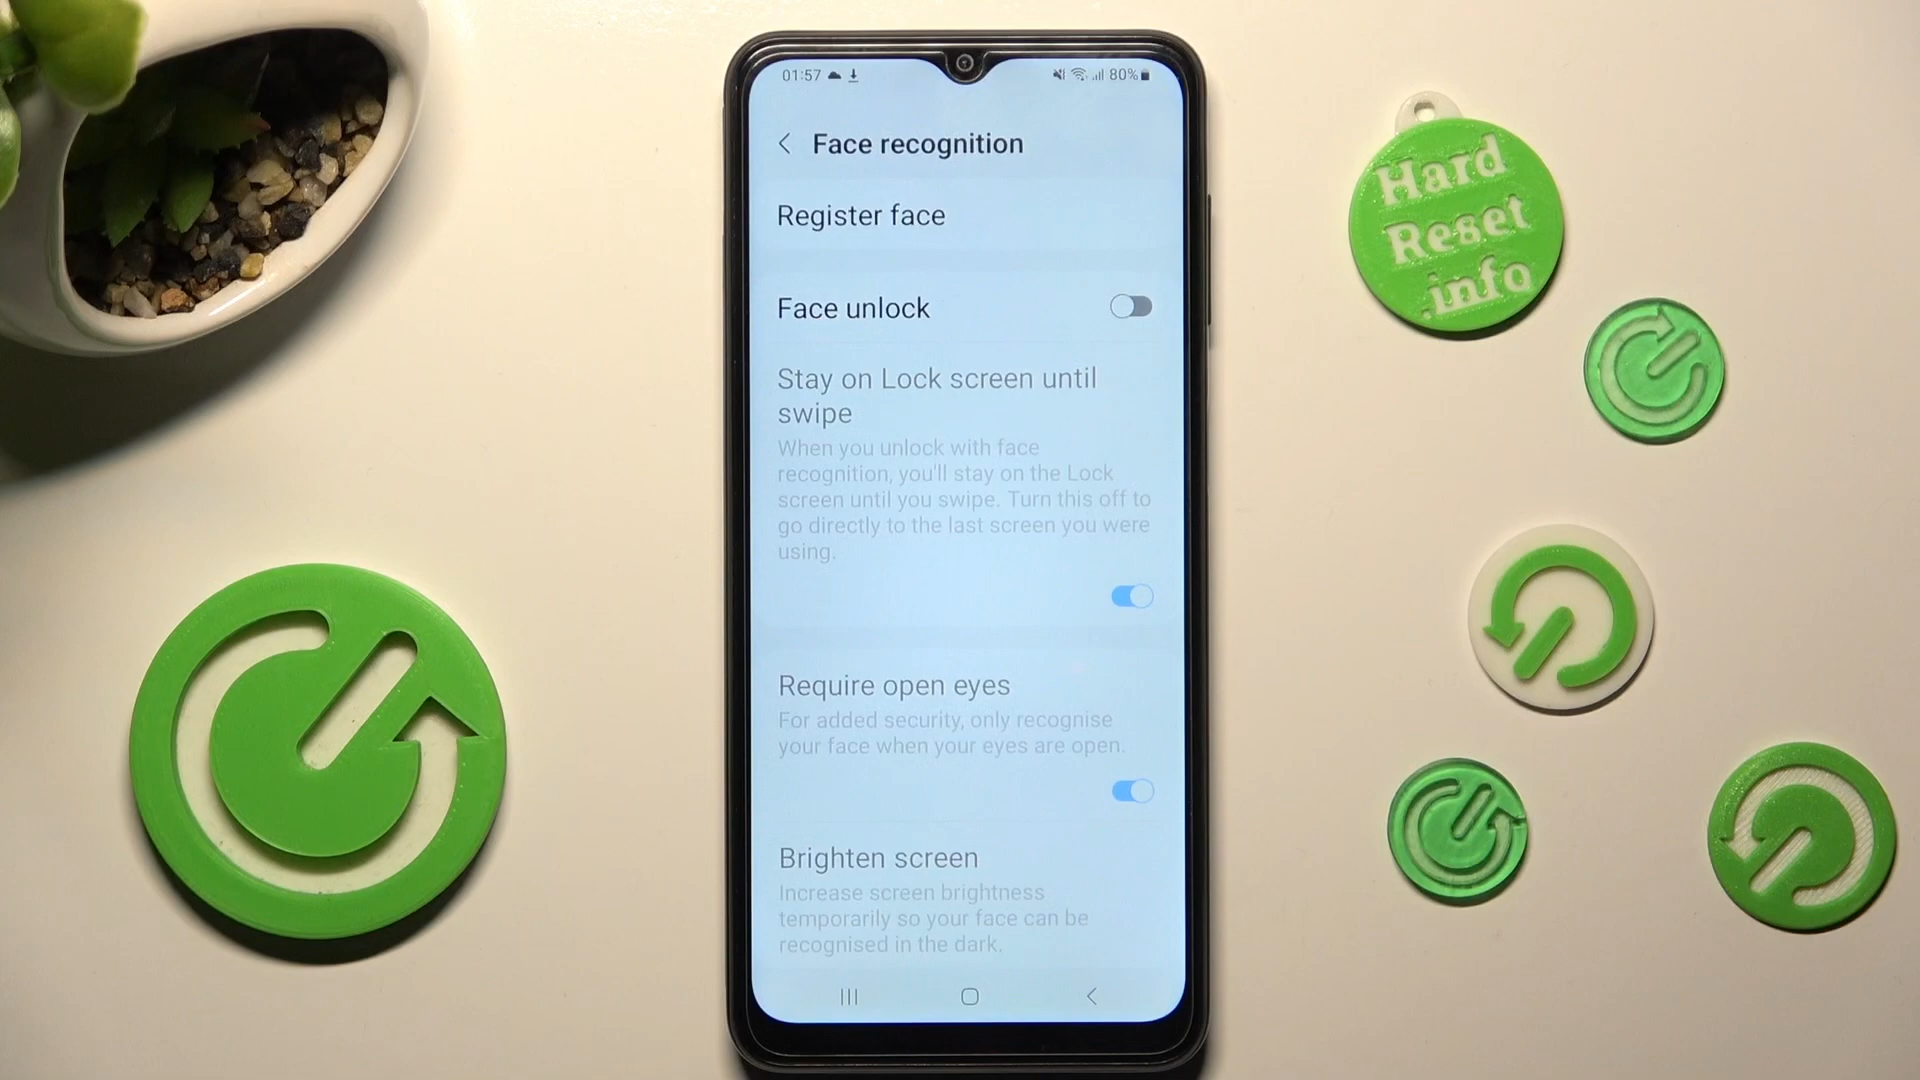 01:57
80%
Face recognition
Register face
Face unlock
Stay on Lock screen until
swipe
When you unlock with face
recognition, you'll stay on the Lock
screen until you swipe. Turn this off to
go directly to the last screen you were
using.
Require open eyes
For added security, only recognise
your face when your eyes are open.
Brighten screen
Increase screen brightness
temporarily so your face can be
recognised in the dark.
Hard
Reset
.info